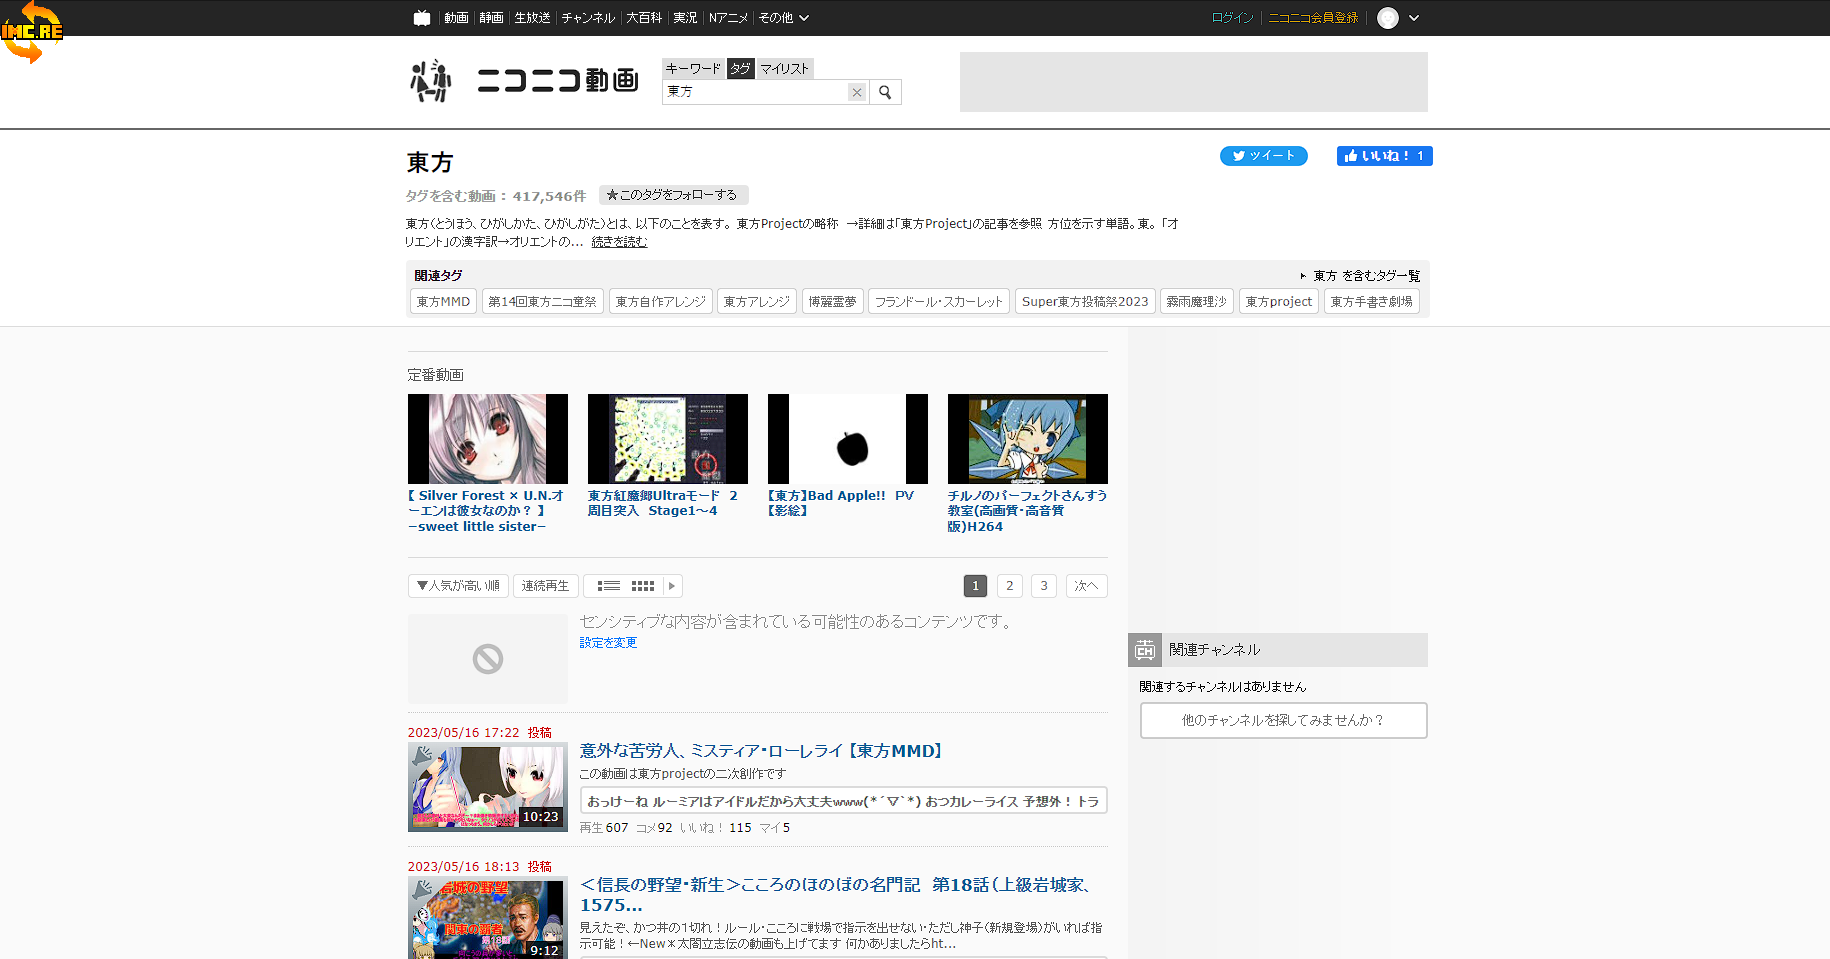 IMC.RE
動画 静画 生放送 チャンネル 大百科 実況 Nアニメ その他
ログイン ニコニコ会員登録
ニコニコ動画
キーワード タグ マイリスト
東方
東方
ツイート
いいね！ 1
タグを含む動画： 417,546件
★このタグをフォローする
東方（とうほう、ひがしかた、ひがしがた）とは、以下のことを表す。 東方Projectの略称　→詳細は「東方Project」の記事を参照 方位を示す単語。東。 「オ
リエント」の漢字訳→オリエントの... 続きを読む
関連タグ
東方 を含むタグ一覧
東方MMD 第14回東方ニコ童祭 東方自作アレンジ 東方アレンジ 博麗霊夢 フランドール・スカーレット Super東方投稿祭2023 霧雨魔理沙 東方project 東方手書き劇場
定番動画
【 Silver Forest × U.N.オ
ーエンは彼女なのか？ 】
−sweet little sister−
東方紅魔郷Ultraモード　2
周目突入　Stage1～4
【東方】Bad Apple!!　PV
【影絵】
チルノのパーフェクトさんすう
教室(高画質・高音質
版)H264
▼人気が高い順 連続再生
1 2 3 次へ
センシティブな内容が含まれている可能性のあるコンテンツです。
設定を変更
CH 関連チャンネル
関連するチャンネルはありません
他のチャンネルを探してみませんか？
2023/05/16 17:22 投稿
10:23
意外な苦労人、ミスティア・ローレライ【東方MMD】
この動画は東方projectの二次創作です
おっけーね ルーミアはアイドルだから大丈夫www(*´▽`*) おつカレーライス 予想外！ トラ
再生607 コメ92 いいね！115 マイ5
2023/05/16 18:13 投稿
岩城の野望
関東の覇者
第18話
9:12
＜信長の野望・新生＞こころのほのぼの名門記　第18話（上級岩城家、
1575...
見えたぞ、かつ丼の1切れ！ルール・こころに戦場で指示を出せない・ただし神子（新規登場）がいれば指
示可能！←New＊太閤立志伝の動画も上げてます 何かありましたらht...